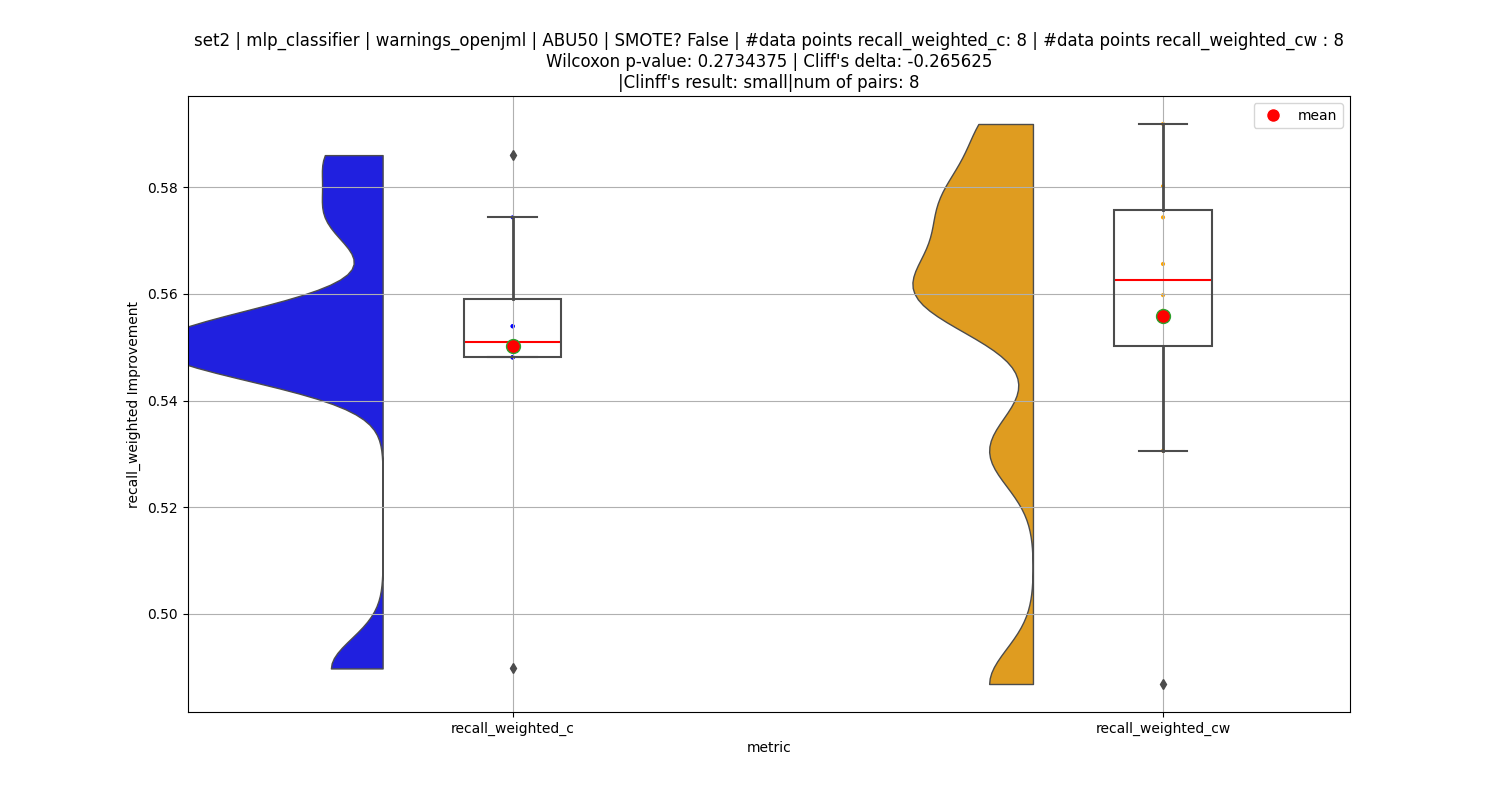 set2 | mlp_classifier | warnings_openjml | ABU50 | SMOTE? False | #data points recall_weighted_c: 8 | #data points recall_weighted_cw : 8
Wilcoxon p-value: 0.2734375 | Cliff's delta: -0.265625
|Clinff's result: small|num of pairs: 8
mean
0.58
0.56
0.54
0.52
0.50
recall_weighted Improvement
recall_weighted_c
recall_weighted_cw
metric